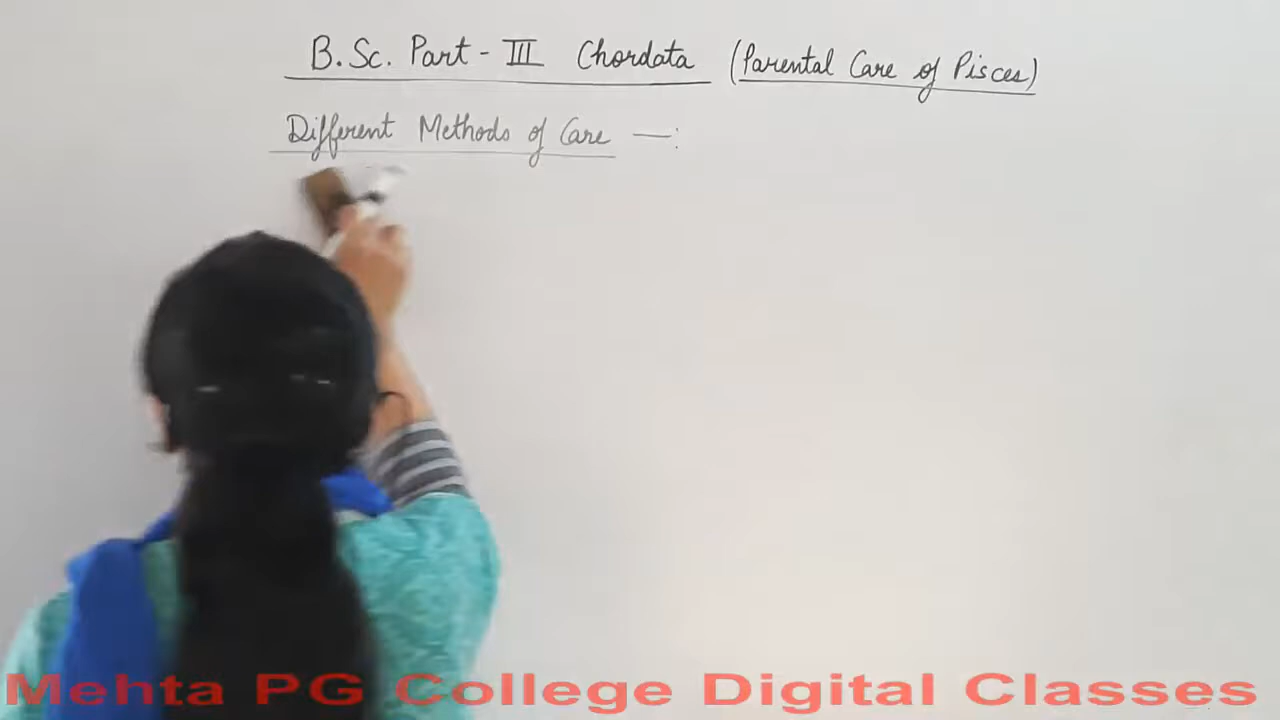 B.Sc. Part - III Chordata (Parental Care of Pisces)
Different Methods of Care —:
Mehta PG College Digital Classes